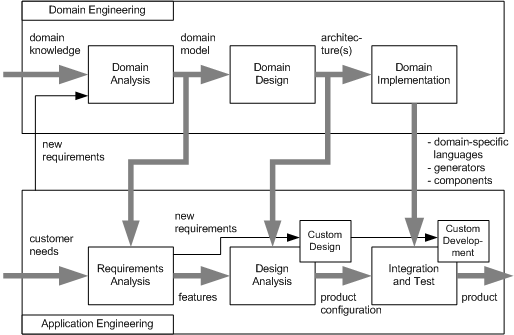 Domain Engineering
domain
knowledge
domain
model
architec-
ture(s)
Domain
Analysis
Domain
Design
Domain
Implementation
new
requirements
- domain-specific
languages
- generators
- components
customer
needs
new
requirements
Custom
Design
Custom
Develop-
ment
Requirements
Analysis
Design
Analysis
Integration
and Test
features
product
configuration
product
Application Engineering